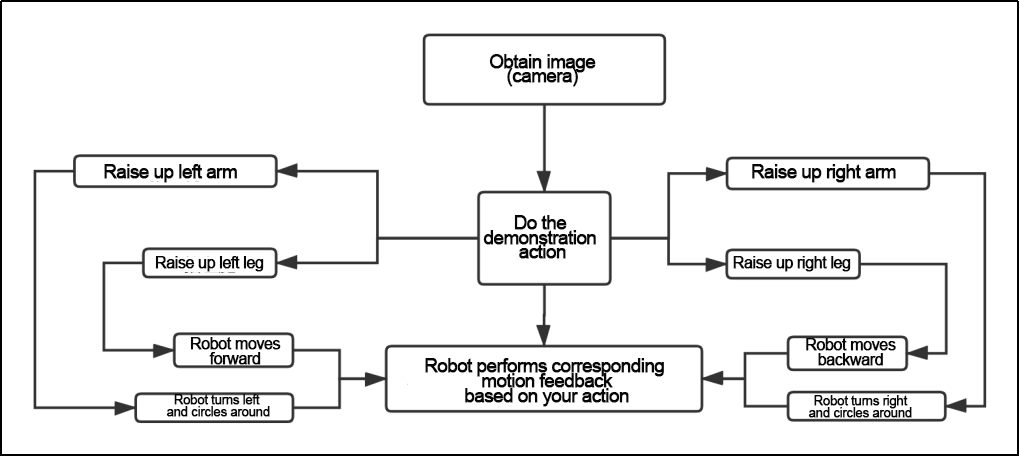 Obtain image
(camera)
Raise up left arm
Raise up right arm
Do the
demonstration
action
Raise up left leg
Raise up right leg
Robot moves
forward
Robot moves
backward
Robot performs corresponding
motion feedback
based on your action
Robot turns left
and circles around
Robot turns right
and circles around